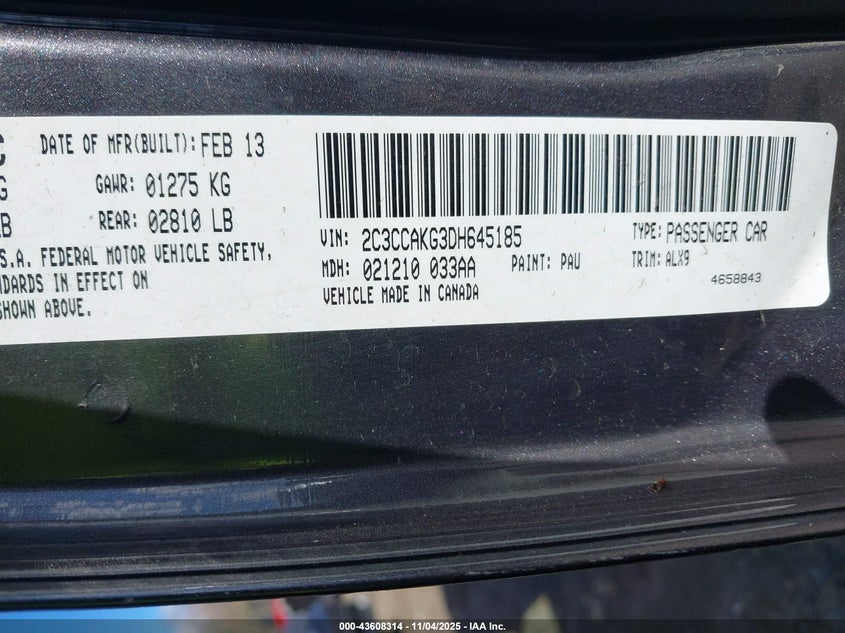 C DATE OF MFR(BUILT): FEB 13
G GAWR: 01275 KG
LB REAR: 02810 LB
.S.A. FEDERAL MOTOR VEHICLE SAFETY,
NDARDS IN EFFECT ON
SHOWN ABOVE.
VIN: 2C3CCAKG3DH645185 TYPE: PASSENGER CAR
MDH: 021210 033AA PAINT: PAU TRIM: ALX9
VEHICLE MADE IN CANADA 4658843
000-43608314 - 11/04/2025 - IAA Inc.